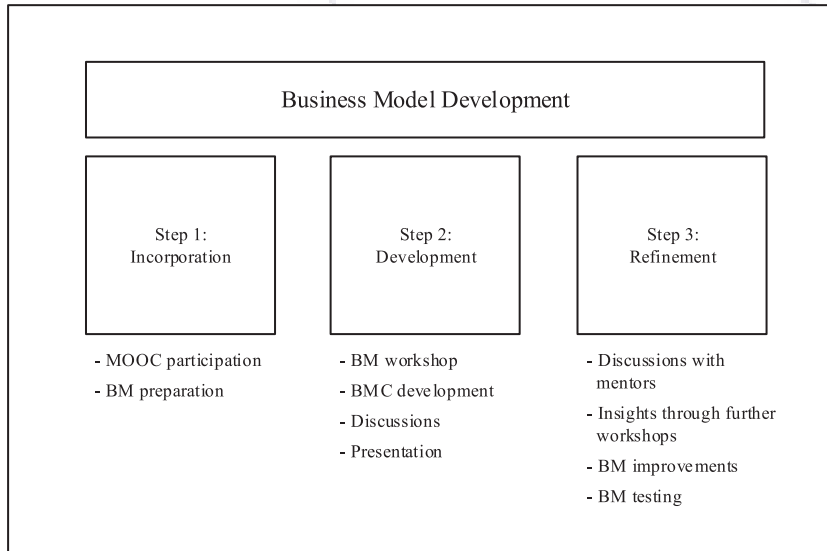 Business Model Development
Step 1:
Incorporation
- MOOC participation
- BM preparation
Step 2:
Development
- BM workshop
- BMC development
- Discussions
- Presentation
Step 3:
Refinement
- Discussions with
mentors
- Insights through further
workshops
- BM improvements
- BM testing